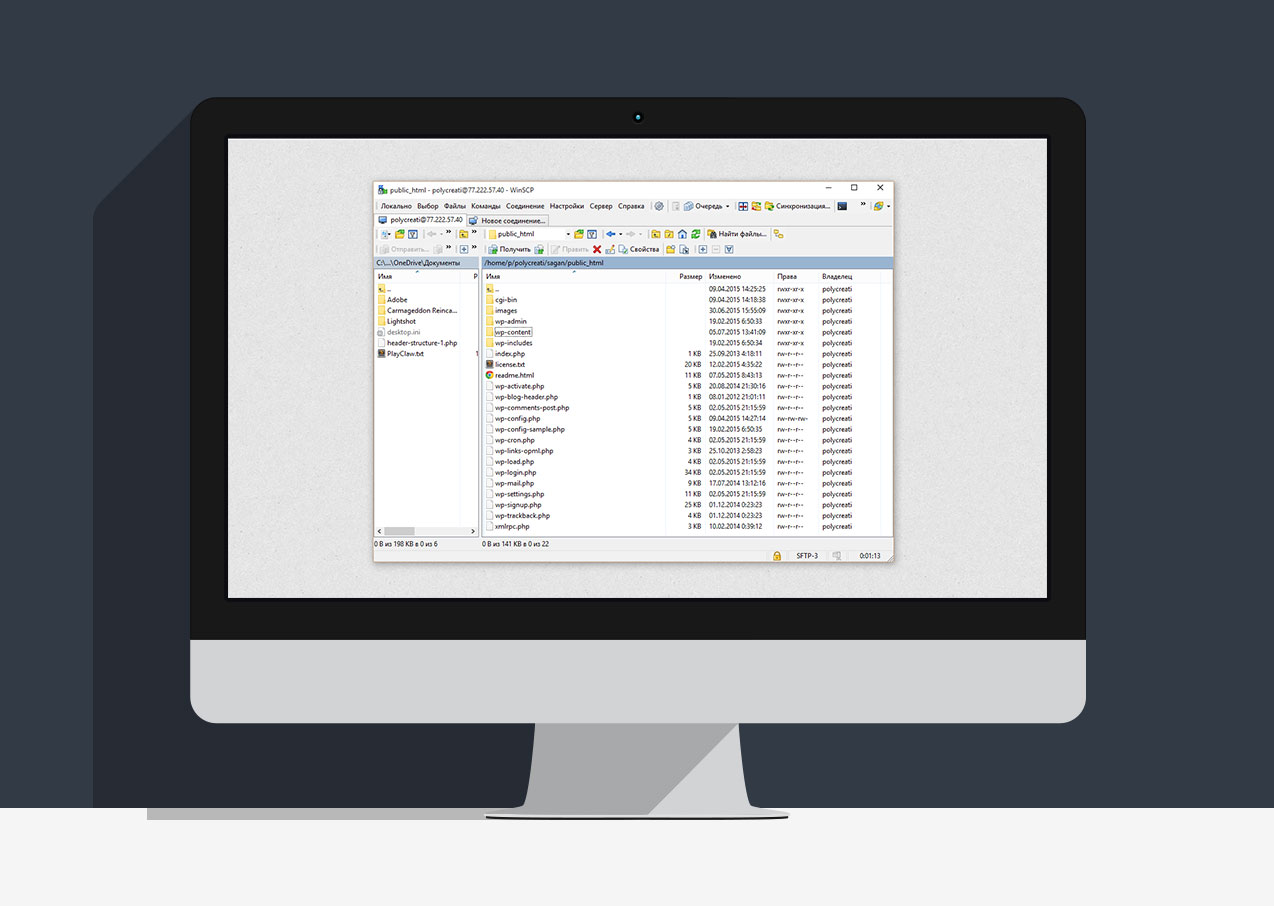 public_html - polycreati@77.222.57.40 - WinSCP
Локально Выбор Файлы Команды Соединение Настройки Сервер Справка Очередь Синхронизация...
polycreati@77.222.57.40 Новое соединение...
public_html Найти файлы...
Отправить... Получить Править Свойства
C:\...\OneDrive\Документы /home/p/polycreati/sagan/public_html
Имя Р Имя Размер Изменено Права Владелец
.. .. 09.04.2015 14:25:25 rwxr-xr-x polycreati
Adobe cgi-bin 09.04.2015 14:18:38 rwxr-xr-x polycreati
Carmageddon Reinca... images 30.06.2015 15:55:09 rwxr-xr-x polycreati
Lightshot wp-admin 19.02.2015 6:50:33 rwxr-xr-x polycreati
desktop.ini wp-content 05.07.2015 13:41:09 rwxr-xr-x polycreati
header-structure-1.php wp-includes 19.02.2015 6:50:34 rwxr-xr-x polycreati
PlayClaw.txt 1 index.php 1 KB 25.09.2013 4:18:11 rw-r--r-- polycreati
license.txt 20 KB 12.02.2015 4:35:22 rw-r--r-- polycreati
readme.html 11 KB 07.05.2015 8:43:13 rw-r--r-- polycreati
wp-activate.php 5 KB 20.08.2014 21:30:16 rw-r--r-- polycreati
wp-blog-header.php 1 KB 08.01.2012 21:01:11 rw-r--r-- polycreati
wp-comments-post.php 5 KB 02.05.2015 21:15:59 rw-r--r-- polycreati
wp-config.php 5 KB 09.04.2015 14:27:14 rw-rw-rw- polycreati
wp-config-sample.php 5 KB 19.02.2015 6:50:35 rw-r--r-- polycreati
wp-cron.php 4 KB 02.05.2015 21:15:59 rw-r--r-- polycreati
wp-links-opml.php 3 KB 25.10.2013 2:58:23 rw-r--r-- polycreati
wp-load.php 4 KB 02.05.2015 21:15:59 rw-r--r-- polycreati
wp-login.php 34 KB 02.05.2015 21:15:59 rw-r--r-- polycreati
wp-mail.php 9 KB 17.07.2014 13:12:16 rw-r--r-- polycreati
wp-settings.php 11 KB 02.05.2015 21:15:59 rw-r--r-- polycreati
wp-signup.php 25 KB 01.12.2014 0:23:23 rw-r--r-- polycreati
wp-trackback.php 4 KB 01.12.2014 0:23:23 rw-r--r-- polycreati
xmlrpc.php 3 KB 10.02.2014 0:39:12 rw-r--r-- polycreati
0 B из 198 KB в 0 из 6 0 B из 141 KB в 0 из 22
SFTP-3 0:01:13